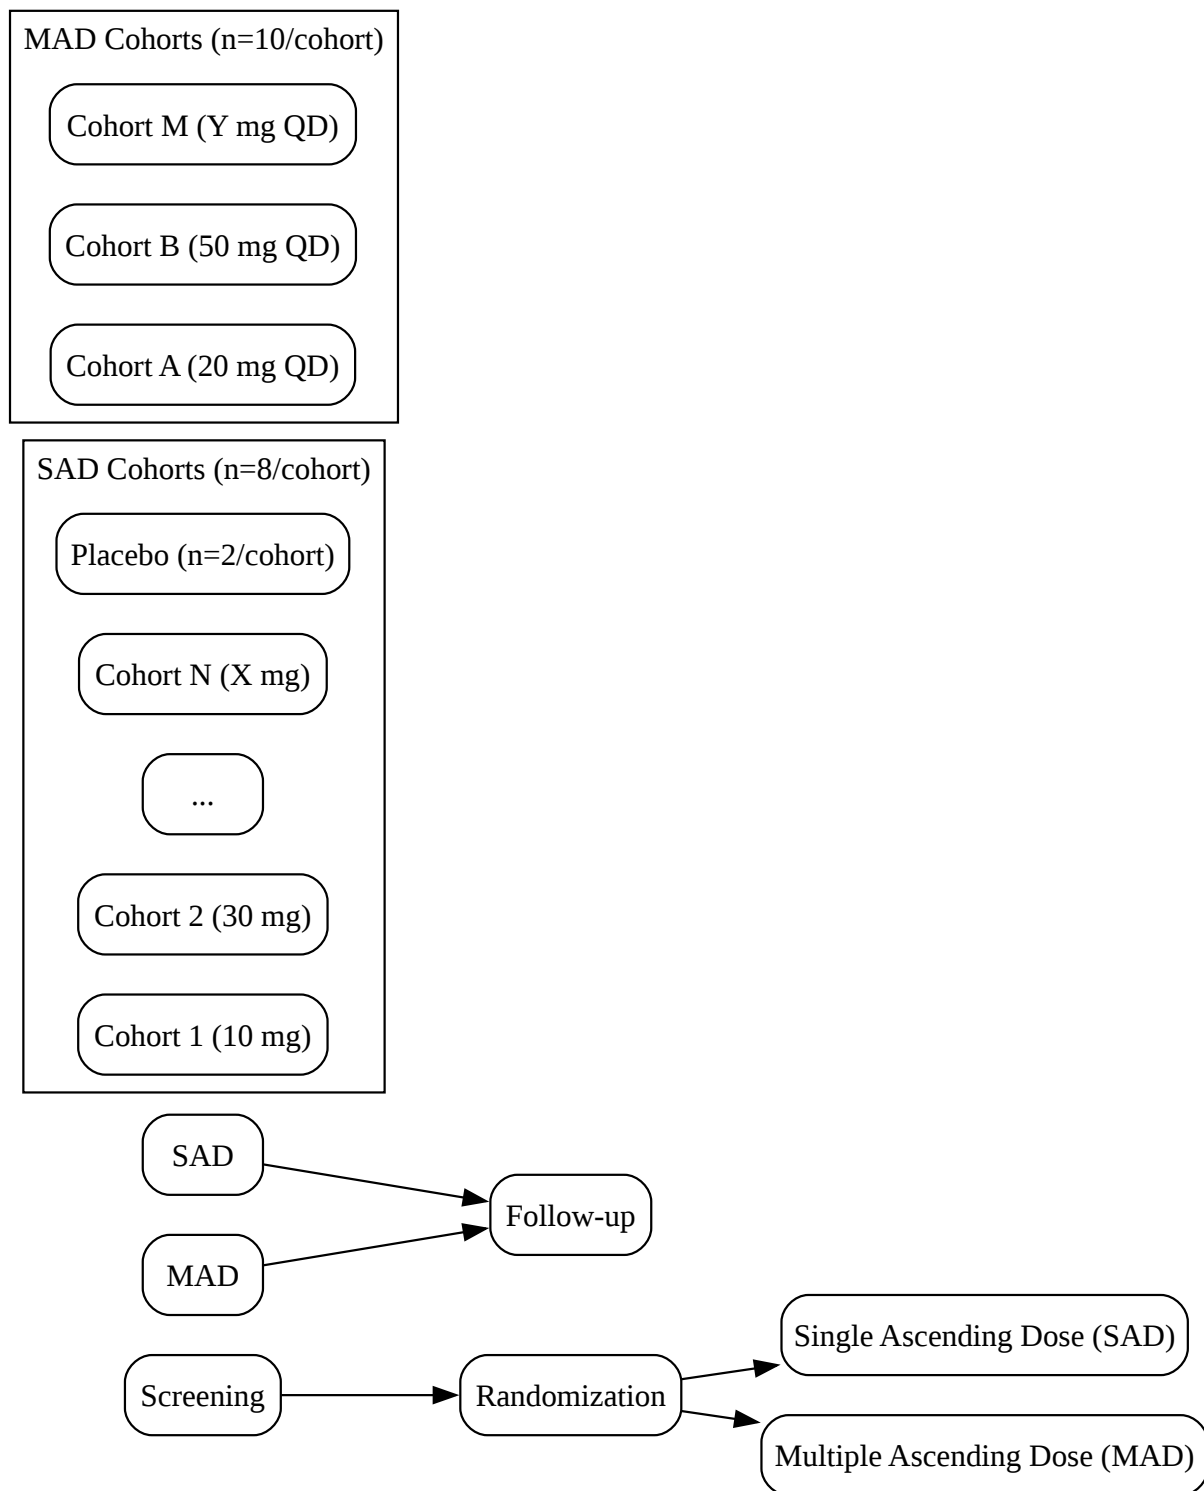 MAD Cohorts (n=10/cohort)
Cohort M (Y mg QD)
Cohort B (50 mg QD)
Cohort A (20 mg QD)
SAD Cohorts (n=8/cohort)
Placebo (n=2/cohort)
Cohort N (X mg)
...
Cohort 2 (30 mg)
Cohort 1 (10 mg)
SAD
Follow-up
MAD
Single Ascending Dose (SAD)
Screening
Randomization
Multiple Ascending Dose (MAD)